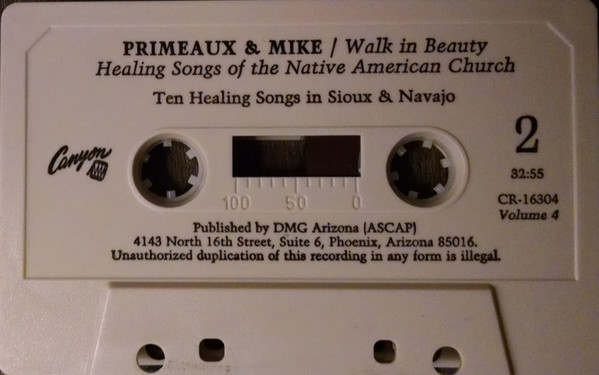 PRIMEAUX & MIKE / Walk in Beauty
Healing Songs of the Native American Church
Ten Healing Songs in Sioux & Navajo
Canyon
2
32:55
CR-16304
Volume 4
100 50 0
Published by DMG Arizona (ASCAP)
4143 North 16th Street, Suite 6, Phoenix, Arizona 85016.
Unauthorized duplication of this recording in any form is illegal.